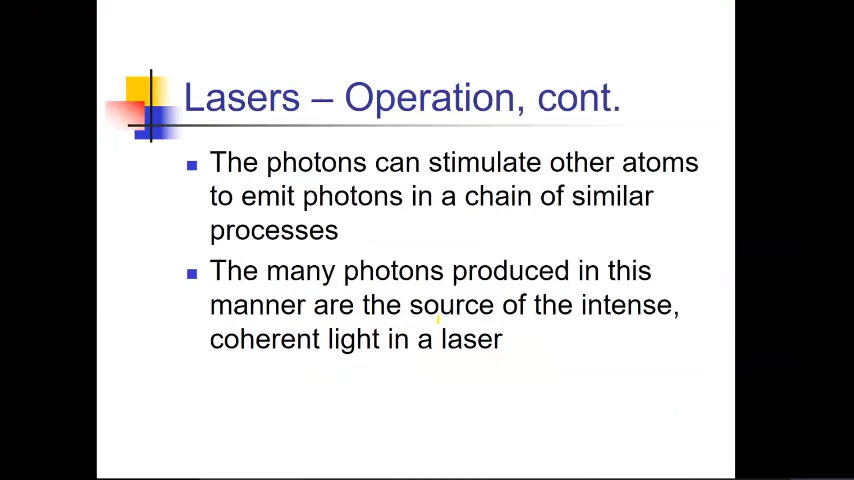 Lasers – Operation, cont.
The photons can stimulate other atoms
to emit photons in a chain of similar
processes
The many photons produced in this
manner are the source of the intense,
coherent light in a laser